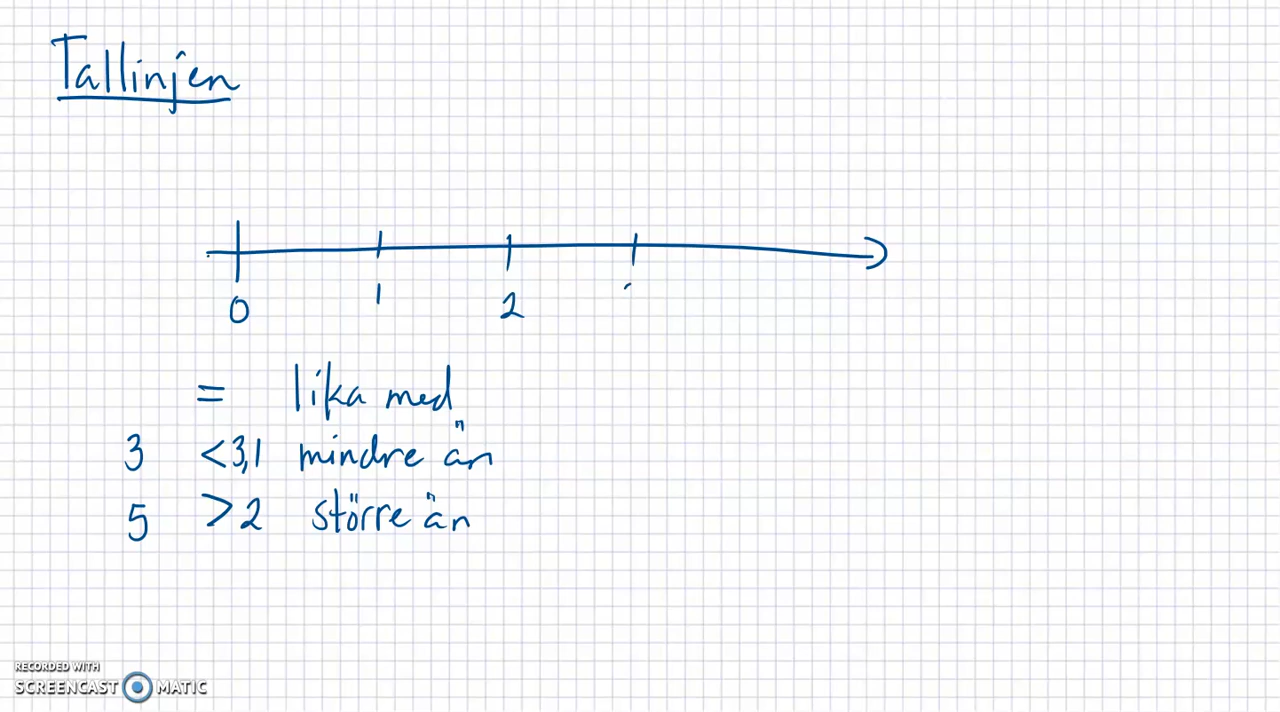 Tallinjen
0 1 2
= lika med
3 <3,1 mindre än
5 >2 större än
RECORDED WITH
SCREENCAST MATIC